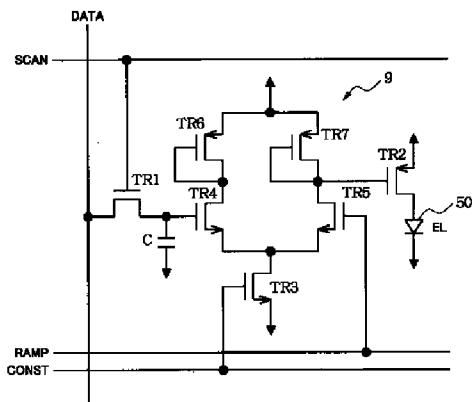 DATA
SCAN
9
TR6
TR7
TR2
TR1
TR4
TR5
50
EL
C
TR3
RAMP
CONST